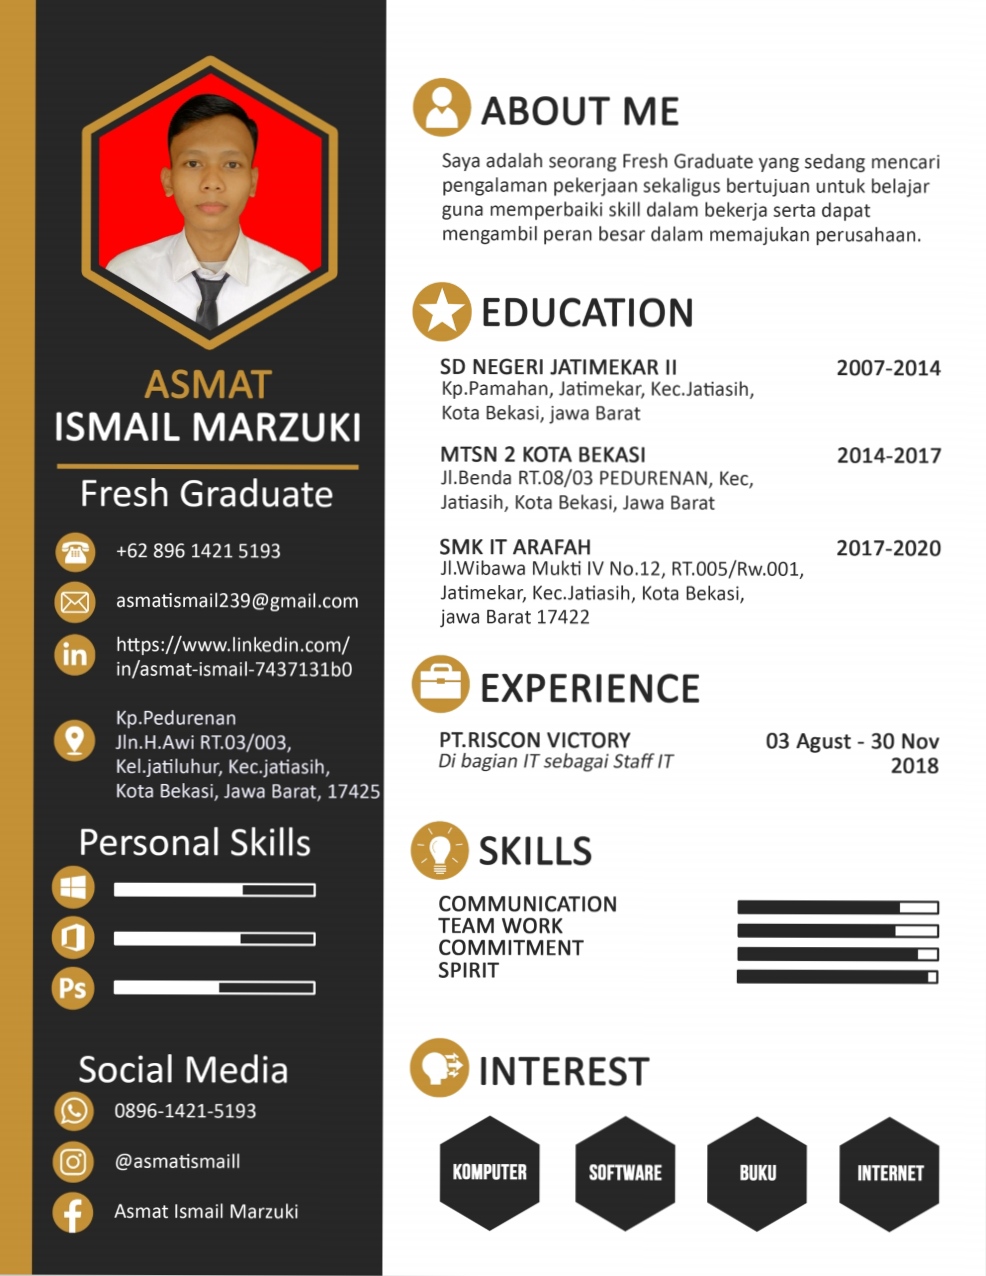 ASMAT
ISMAIL MARZUKI
Fresh Graduate
+62 896 1421 5193
asmatismail239@gmail.com
https://www.linkedin.com/
in/asmat-ismail-7437131b0
Kp.Pedurenan
Jln.H.Awi RT.03/003,
Kel.jatiluhur, Kec.jatiasih,
Kota Bekasi, Jawa Barat, 17425
Personal Skills
Ps
Social Media
0896-1421-5193
@asmatismaill
Asmat Ismail Marzuki
ABOUT ME
Saya adalah seorang Fresh Graduate yang sedang mencari
pengalaman pekerjaan sekaligus bertujuan untuk belajar
guna memperbaiki skill dalam bekerja serta dapat
mengambil peran besar dalam memajukan perusahaan.
EDUCATION
SD NEGERI JATIMEKAR II 2007-2014
Kp.Pamahan, Jatimekar, Kec.Jatiasih,
Kota Bekasi, jawa Barat
MTSN 2 KOTA BEKASI 2014-2017
Jl.Benda RT.08/03 PEDURENAN, Kec,
Jatiasih, Kota Bekasi, Jawa Barat
SMK IT ARAFAH 2017-2020
Jl.Wibawa Mukti IV No.12, RT.005/Rw.001,
Jatimekar, Kec.Jatiasih, Kota Bekasi,
jawa Barat 17422
EXPERIENCE
PT.RISCON VICTORY 03 Agust - 30 Nov
Di bagian IT sebagai Staff IT 2018
SKILLS
COMMUNICATION
TEAM WORK
COMMITMENT
SPIRIT
INTEREST
KOMPUTER SOFTWARE BUKU INTERNET